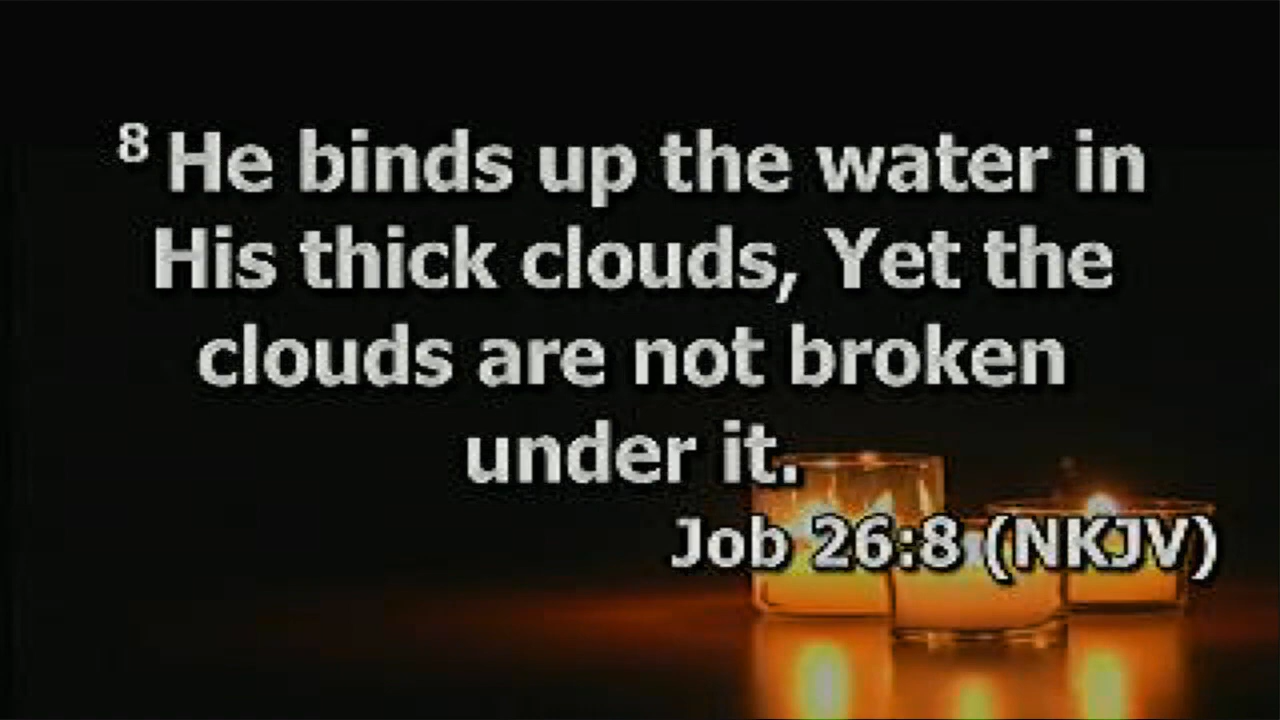 8 He binds up the water in
His thick clouds, Yet the
clouds are not broken
under it.
Job 26:8 (NKJV)